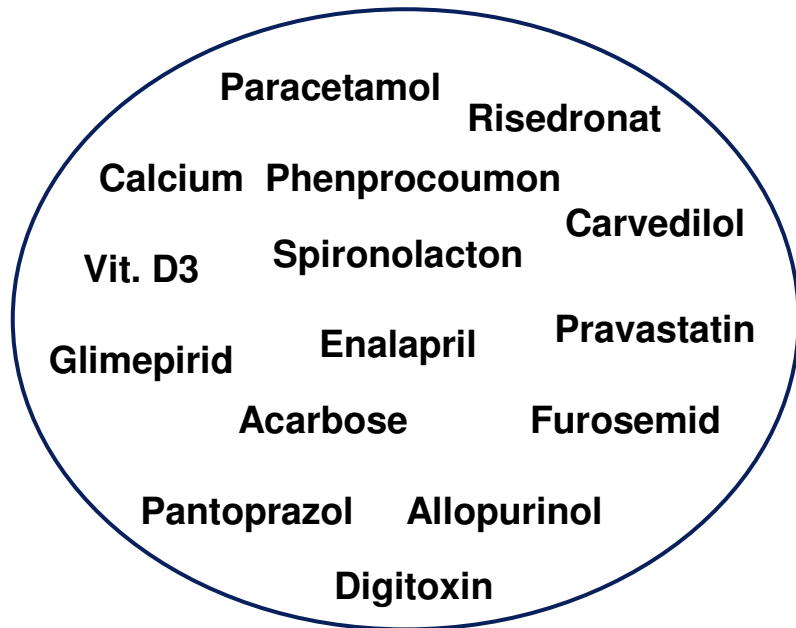 Paracetamol
Risedronat
Calcium Phenprocoumon
Carvedilol
Vit. D3
Spironolacton
Glimepirid
Enalapril
Pravastatin
Acarbose
Furosemid
Pantoprazol
Allopurinol
Digitoxin